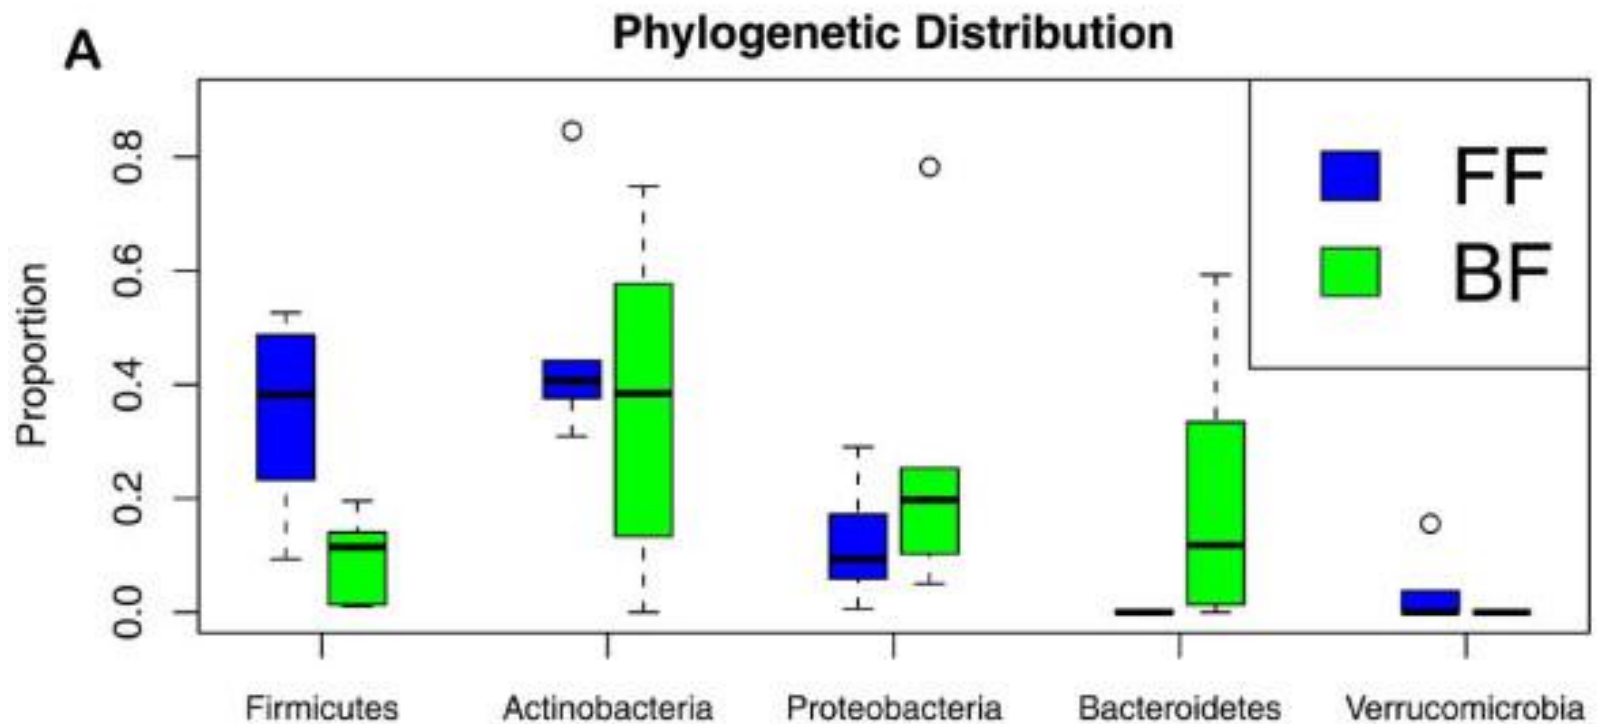 A
Phylogenetic Distribution
Proportion
0.8
0.6
0.4
0.2
0.0
FF
BF
Firmicutes Actinobacteria Proteobacteria Bacteroidetes Verrucomicrobia